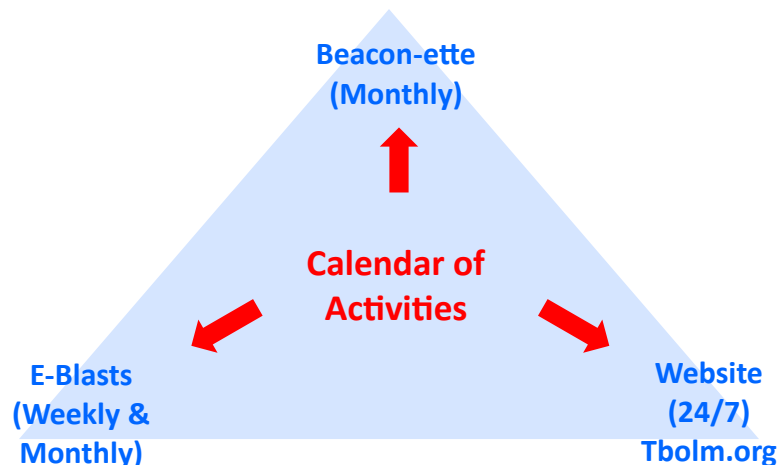 Beacon-ette
(Monthly)
Calendar of
Activities
E-Blasts
(Weekly &
Monthly)
Website
(24/7)
Tbolm.org